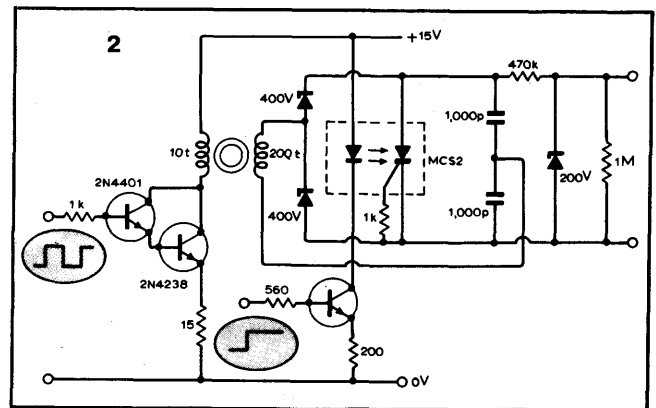 2
+15V
470k
400V
1,000p
10t
200t
MCS2
200V
1M
2N4401
400V
1k
1,000p
1k
2N4238
560
15
200
0V